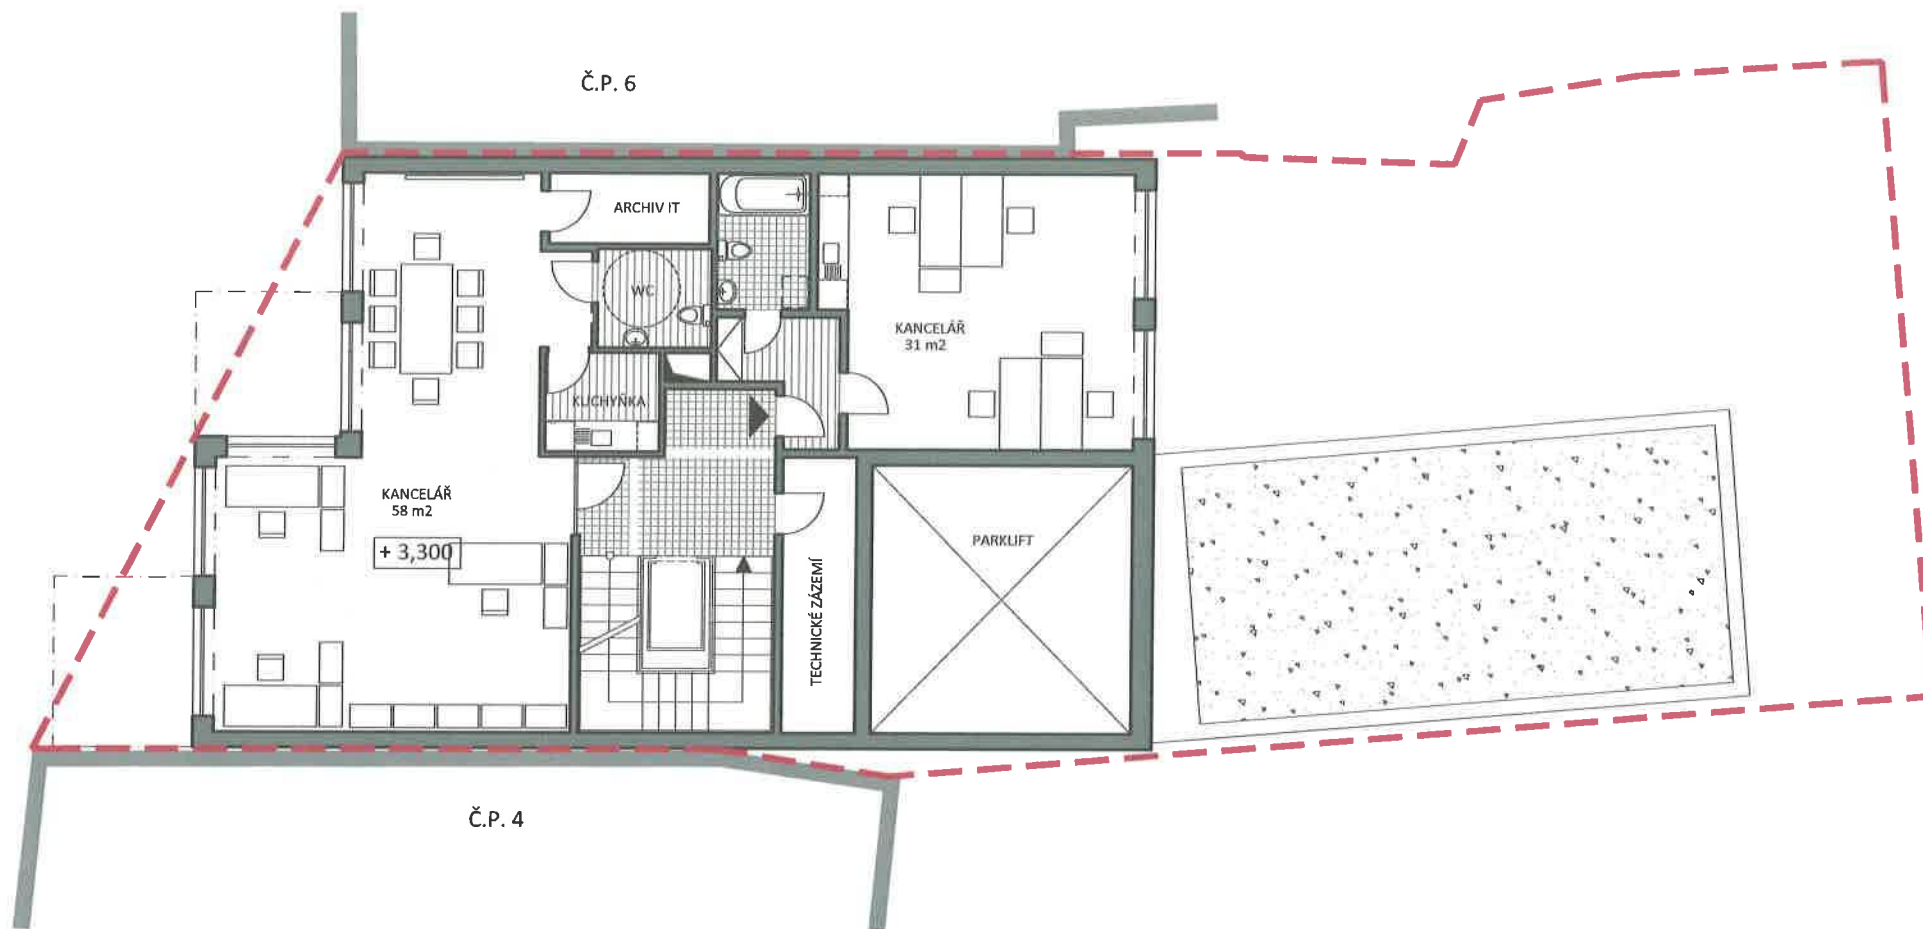 Č.P. 6
ARCHIV IT
WC
KANCELÁŘ
31 m2
KUCHYŇKA
KANCELÁŘ
58 m2
+ 3,300
PARKLIFT
TECHNICKÉ ZÁZEMÍ
Č.P. 4